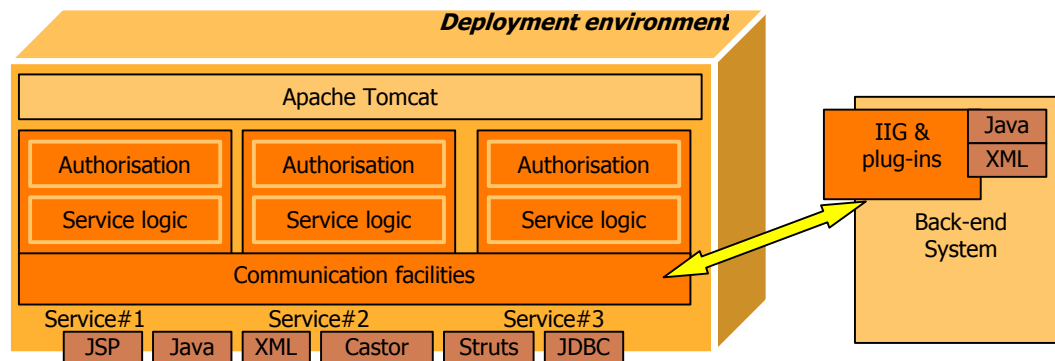 Deployment environment
Apache Tomcat
Authorisation
Service logic
Authorisation
Service logic
Authorisation
Service logic
Communication facilities
Service#1
Service#2
Service#3
JSP
Java
XML
Castor
Struts
JDBC
IIG &
plug-ins
Java
XML
Back-end
System